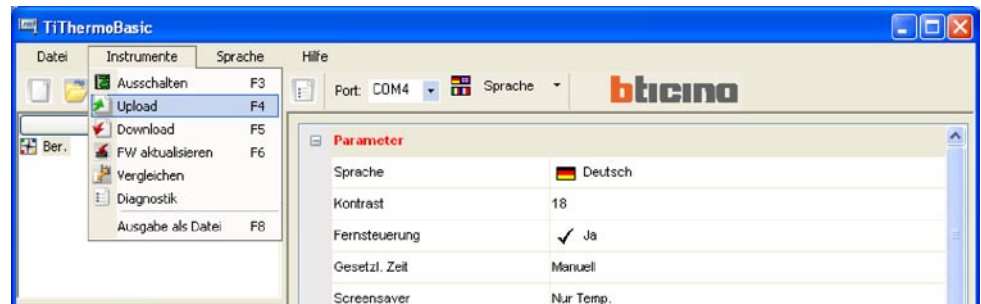 TiThermoBasic
Datei Instrumente Sprache Hilfe
Port: COM4 Sprache bticino
Ausschalten F3
Upload F4
Download F5
FW aktualisieren F6
Vergleichen
Diagnostik
Ausgabe als Datei F8
Ber.
Parameter
Sprache Deutsch
Kontrast 18
Fernsteuerung Ja
Gesetzl. Zeit Manuell
Screensaver Nur Temp.